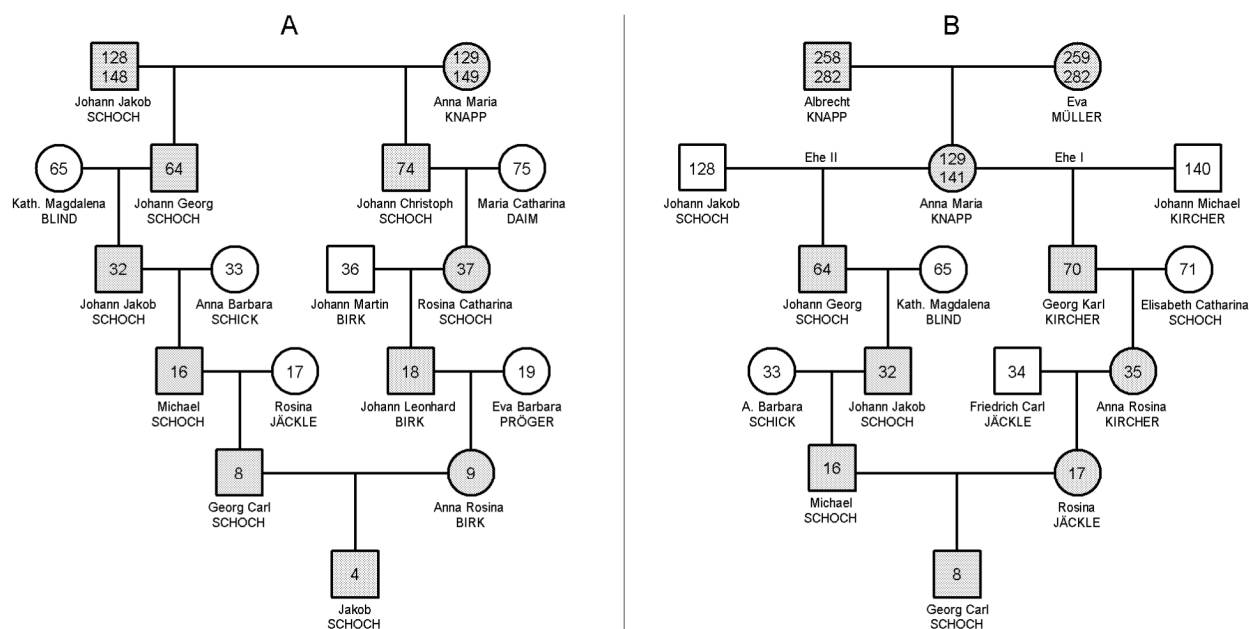 A
128
148
129
149
Johann Jakob
SCHOCH
Anna Maria
KNAPP
65
64
74
75
Kath. Magdalena
BLIND
Johann Georg
SCHOCH
Johann Christoph
SCHOCH
Maria Catharina
DAIM
32
33
36
37
Johann Jakob
SCHOCH
Anna Barbara
SCHICK
Johann Martin
BIRK
Rosina Catharina
SCHOCH
16
17
18
19
Michael
SCHOCH
Rosina
JÄCKLE
Johann Leonhard
BIRK
Eva Barbara
PRÖGER
8
9
Georg Carl
SCHOCH
Anna Rosina
BIRK
4
Jakob
SCHOCH
B
258
282
259
282
Albrecht
KNAPP
Eva
MÜLLER
128
Ehe II
129
141
Ehe I
140
Johann Jakob
SCHOCH
Anna Maria
KNAPP
Johann Michael
KIRCHER
64
65
70
71
Johann Georg
SCHOCH
Kath. Magdalena
BLIND
Georg Karl
KIRCHER
Elisabeth Catharina
SCHOCH
33
32
34
35
A. Barbara
SCHICK
Johann Jakob
SCHOCH
Friedrich Carl
JÄCKLE
Anna Rosina
KIRCHER
16
17
Michael
SCHOCH
Rosina
JÄCKLE
8
Georg Carl
SCHOCH